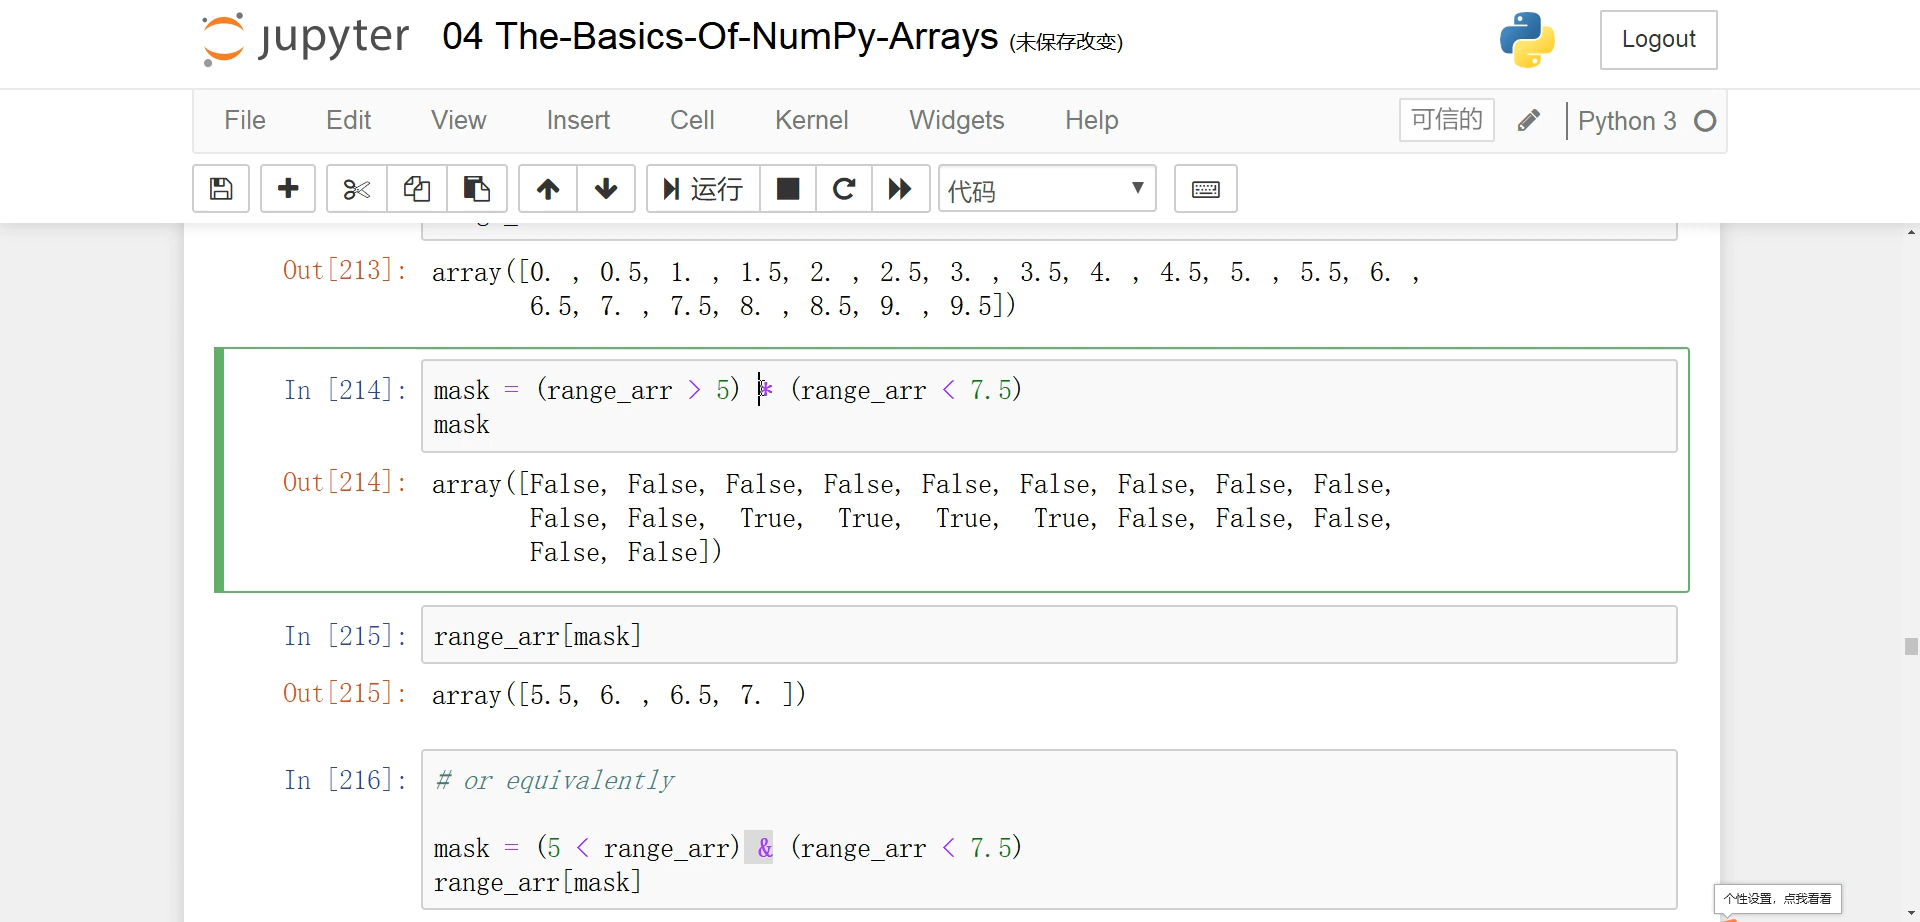 jupyter 04 The-Basics-Of-NumPy-Arrays (未保存改变) Logout
File Edit View Insert Cell Kernel Widgets Help 可信的 Python 3
运行 代码
Out[213]: array([0. , 0.5, 1. , 1.5, 2. , 2.5, 3. , 3.5, 4. , 4.5, 5. , 5.5, 6. ,
6.5, 7. , 7.5, 8. , 8.5, 9. , 9.5])
In [214]: mask = (range_arr > 5) * (range_arr < 7.5)
mask
Out[214]: array([False, False, False, False, False, False, False, False, False,
False, False, True, True, True, True, False, False, False,
False, False])
In [215]: range_arr[mask]
Out[215]: array([5.5, 6. , 6.5, 7. ])
In [216]: # or equivalently
mask = (5 < range_arr) & (range_arr < 7.5)
range_arr[mask]
个性设置，点我看看